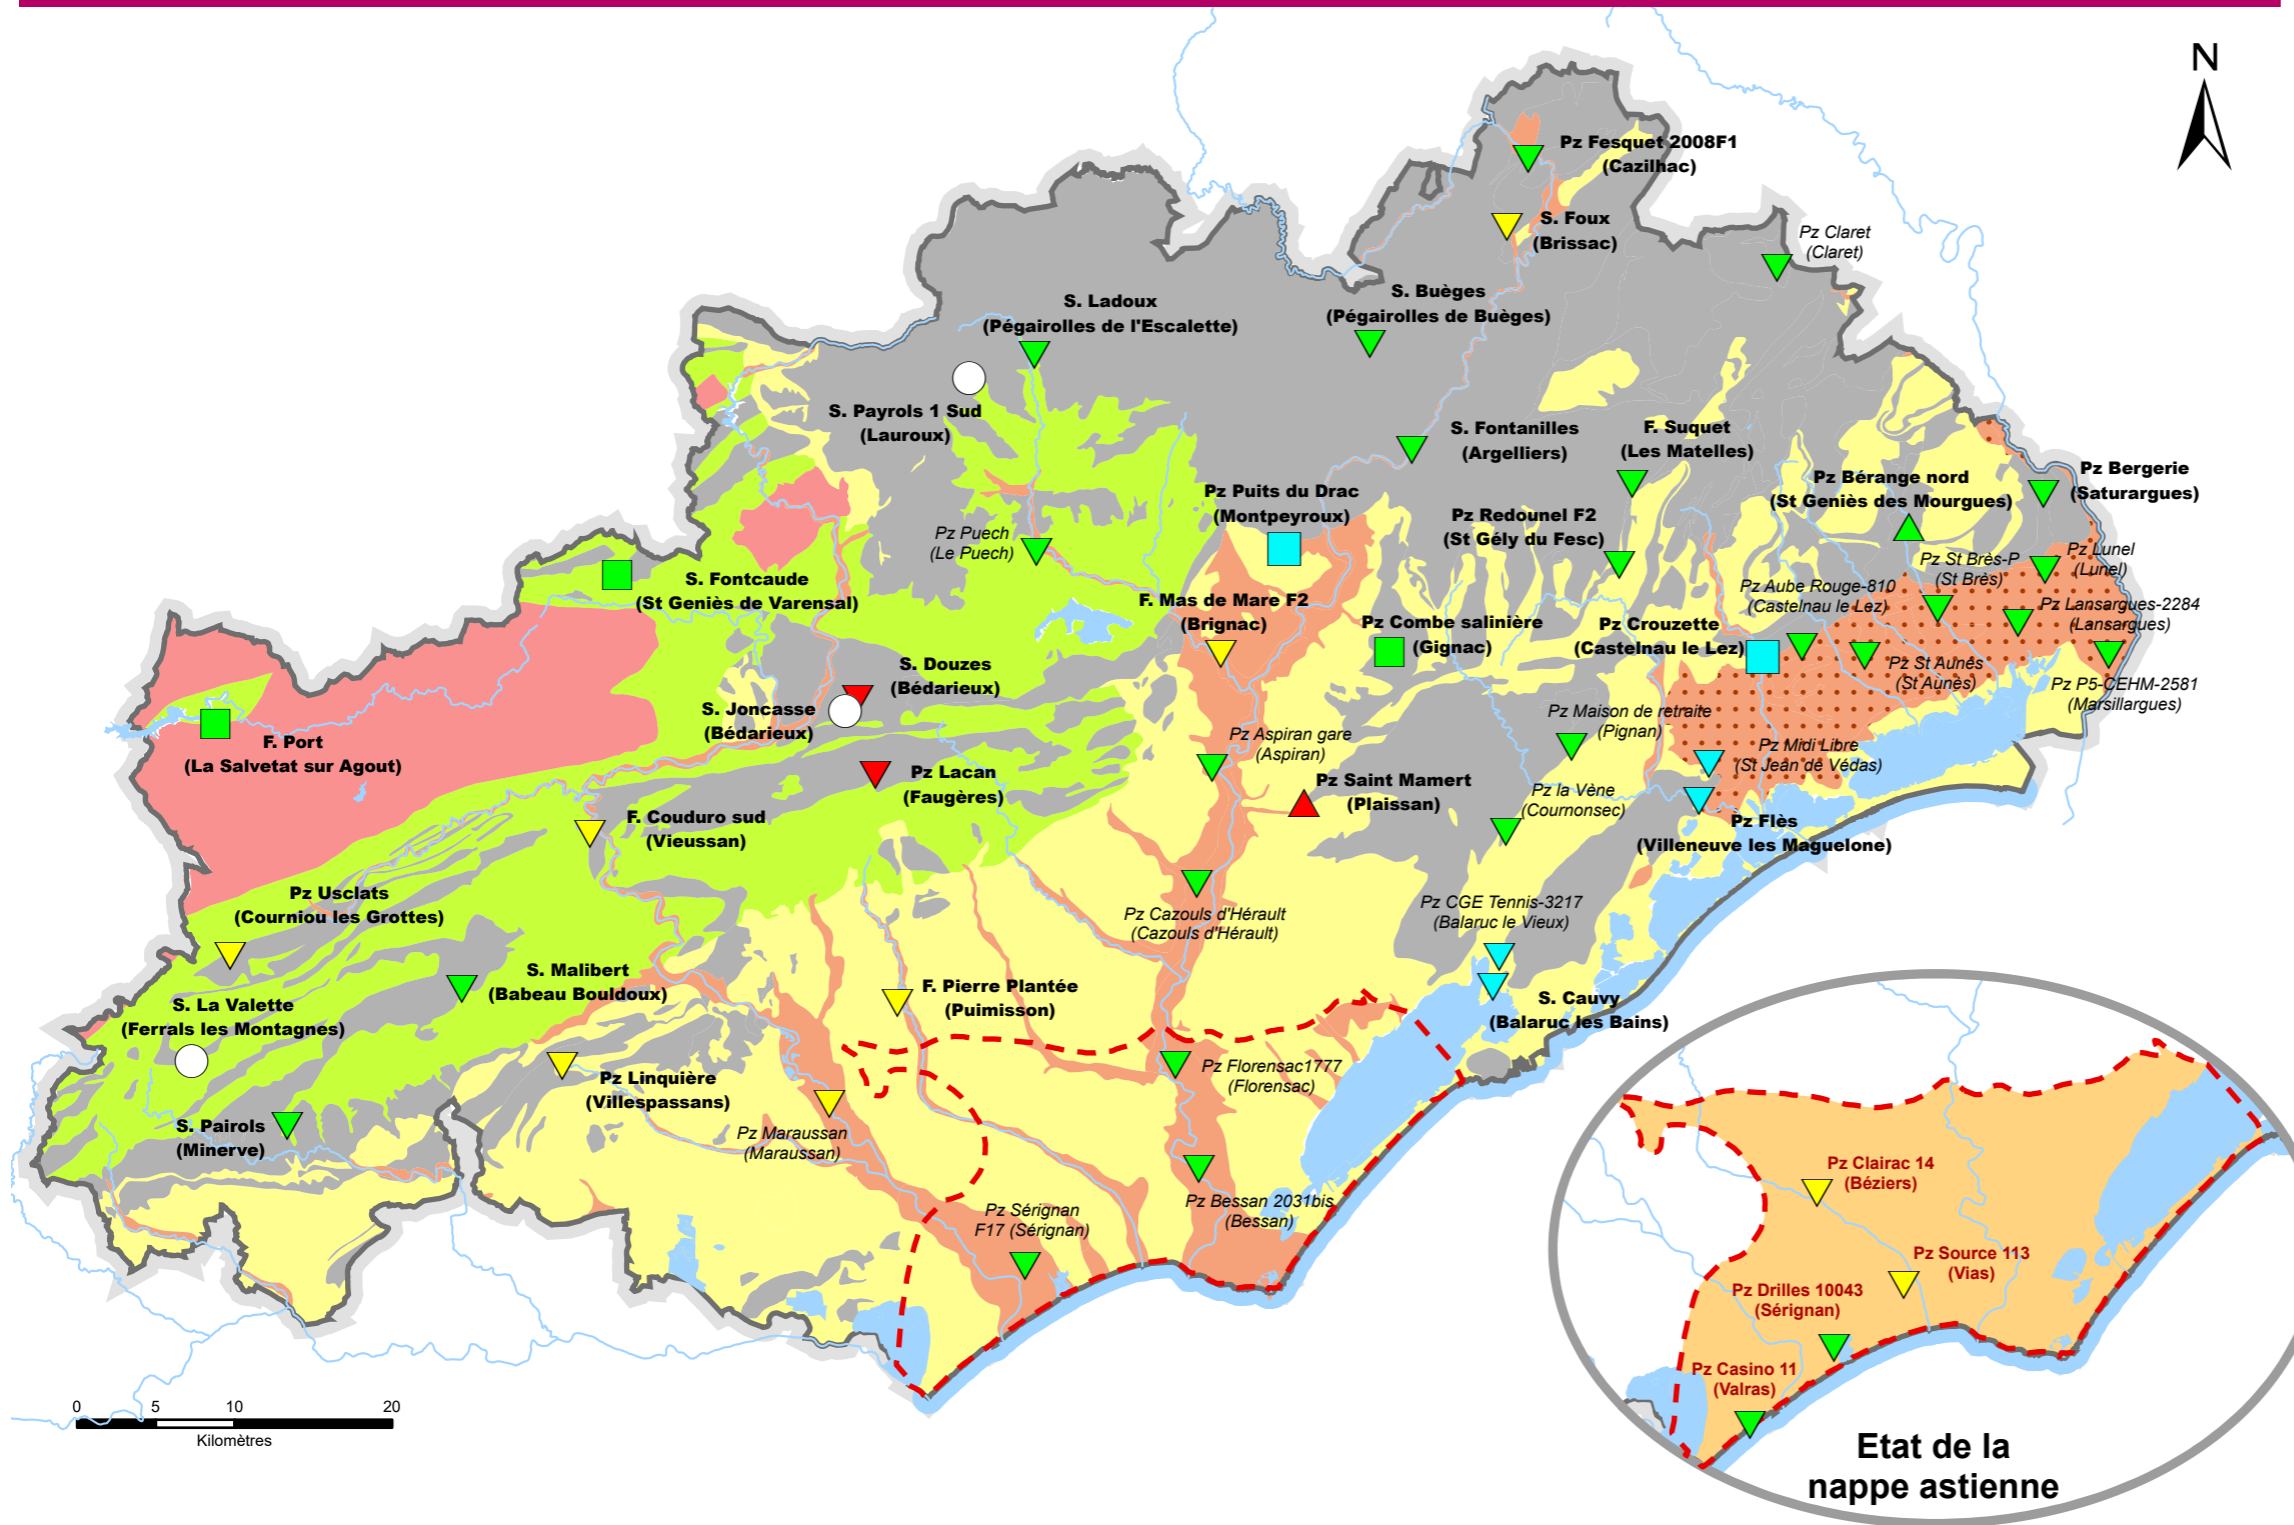 N
Pz Fesquet 2008F1
(Cazilhac)
S. Foux
(Brissac)
Pz Claret
(Claret)
S. Ladoux
(Pégairolles de l'Escalette)
S. Buèges
(Pégairolles de Buèges)
S. Payrols 1 Sud
(Lauroux)
S. Fontanilles
(Argelliers)
F. Suquet
(Les Matelles)
Pz Bérange nord
(St Geniès des Mourgues)
Pz Bergerie
(Saturargues)
Pz Puits du Drac
(Montpeyroux)
Pz Redounel F2
(St Gély du Fesc)
Pz Puech
(Le Puech)
Pz St Brès-P
(St Brès)
Pz Lunel
(Lunel)
S. Fontcaude
(St Geniès de Varensal)
Pz Aube Rouge-810
(Castelnau le Lez)
F. Mas de Mare F2
(Brignac)
Pz Combe salinière
(Gignac)
Pz Crouzette
(Castelnau le Lez)
Pz Lansargues-2284
(Lansargues)
S. Douzes
(Bédarieux)
Pz St Aunès
(St Aunès)
Pz P5-CEHM-2581
(Marsillargues)
S. Joncasse
(Bédarieux)
Pz Maison de retraite
(Pignan)
F. Port
(La Salvetat sur Agout)
Pz Aspiran gare
(Aspiran)
Pz Midi Libre
(St Jean de Védas)
Pz Lacan
(Faugères)
Pz Saint Mamert
(Plaissan)
Pz la Vène
(Cournonsec)
F. Couduro sud
(Vieussan)
Pz Flès
(Villeneuve les Maguelone)
Pz Usclats
(Courniou les Grottes)
Pz Cazouls d'Hérault
(Cazouls d'Hérault)
Pz CGE Tennis-3217
(Balaruc le Vieux)
S. Malibert
(Babeau Bouldoux)
F. Pierre Plantée
(Puimisson)
S. La Valette
(Ferrals les Montagnes)
S. Cauvy
(Balaruc les Bains)
Pz Linquière
(Villespassans)
Pz Florensac1777
(Florensac)
S. Pairols
(Minerve)
Pz Maraussan
(Maraussan)
Pz Sérignan
F17 (Sérignan)
Pz Bessan 2031bis
(Bessan)
Pz Clairac 14
(Béziers)
Pz Source 113
(Vias)
Pz Drilles 10043
(Sérignan)
Pz Casino 11
(Valras)
0 5 10 20
Kilomètres
Etat de la
nappe astienne